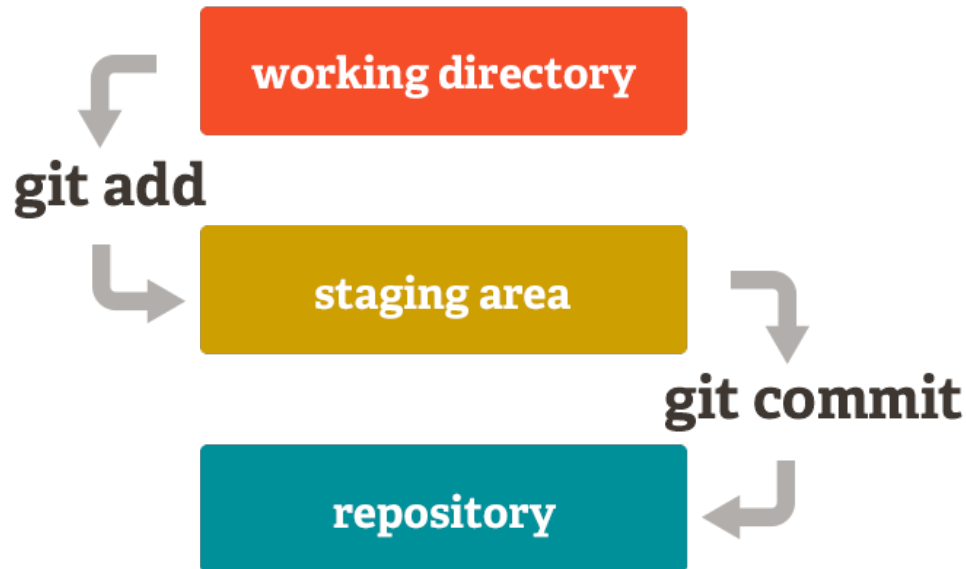 working directory
git add
staging area
git commit
repository